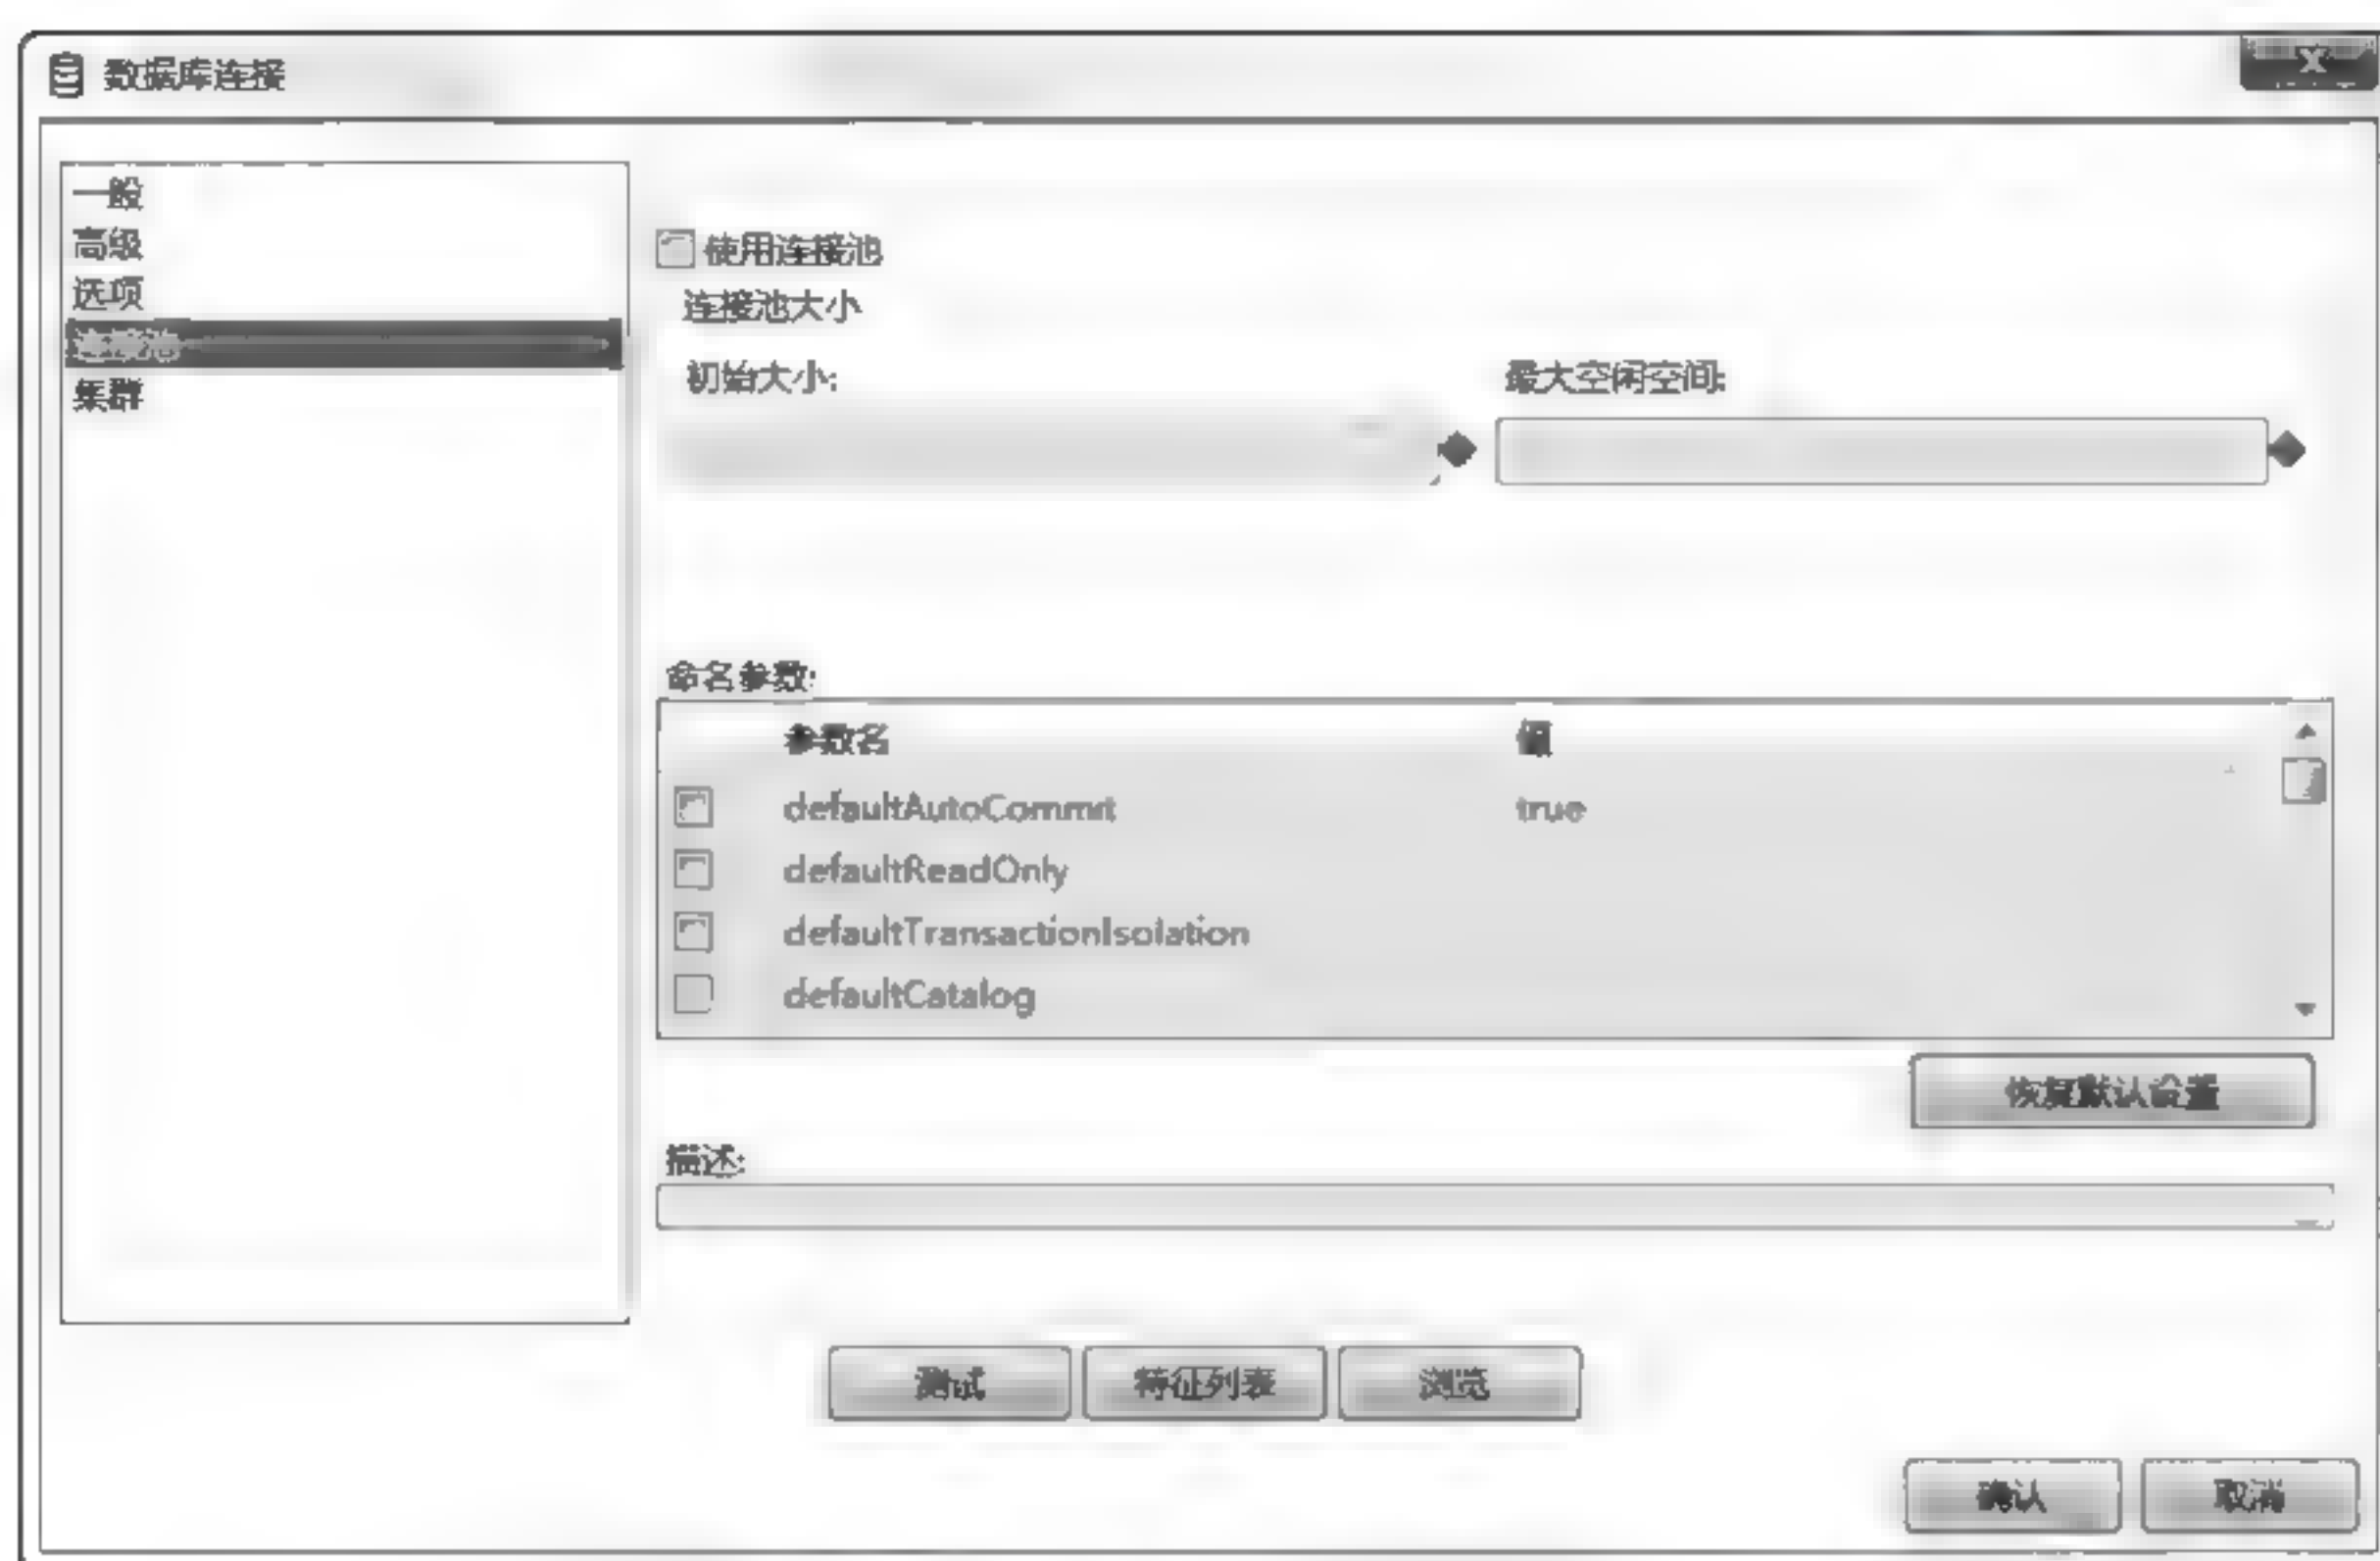 数据库连接
一般
高级
选项
连接池
集群
使用连接池
连接池大小
初始大小: 最大空闲空间:
命名参数:
参数名 值
defaultAutoCommit true
defaultReadOnly
defaultTransactionIsolation
defaultCatalog
恢复默认设置
描述:
测试 特征列表 浏览
确认 取消